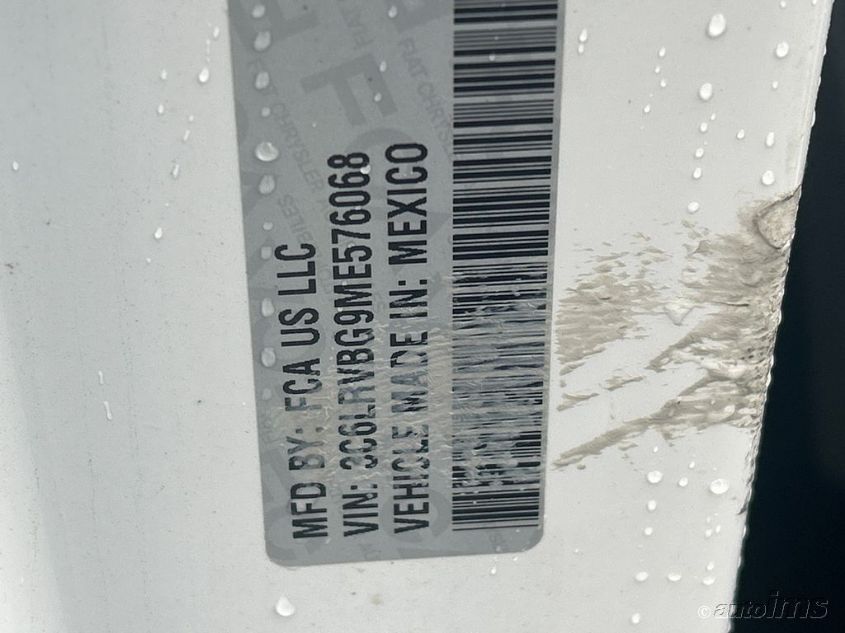 MFD BY: FCA US LLC
VIN: 3C6LRVBG9ME576068
VEHICLE MADE IN: MEXICO
© autoims